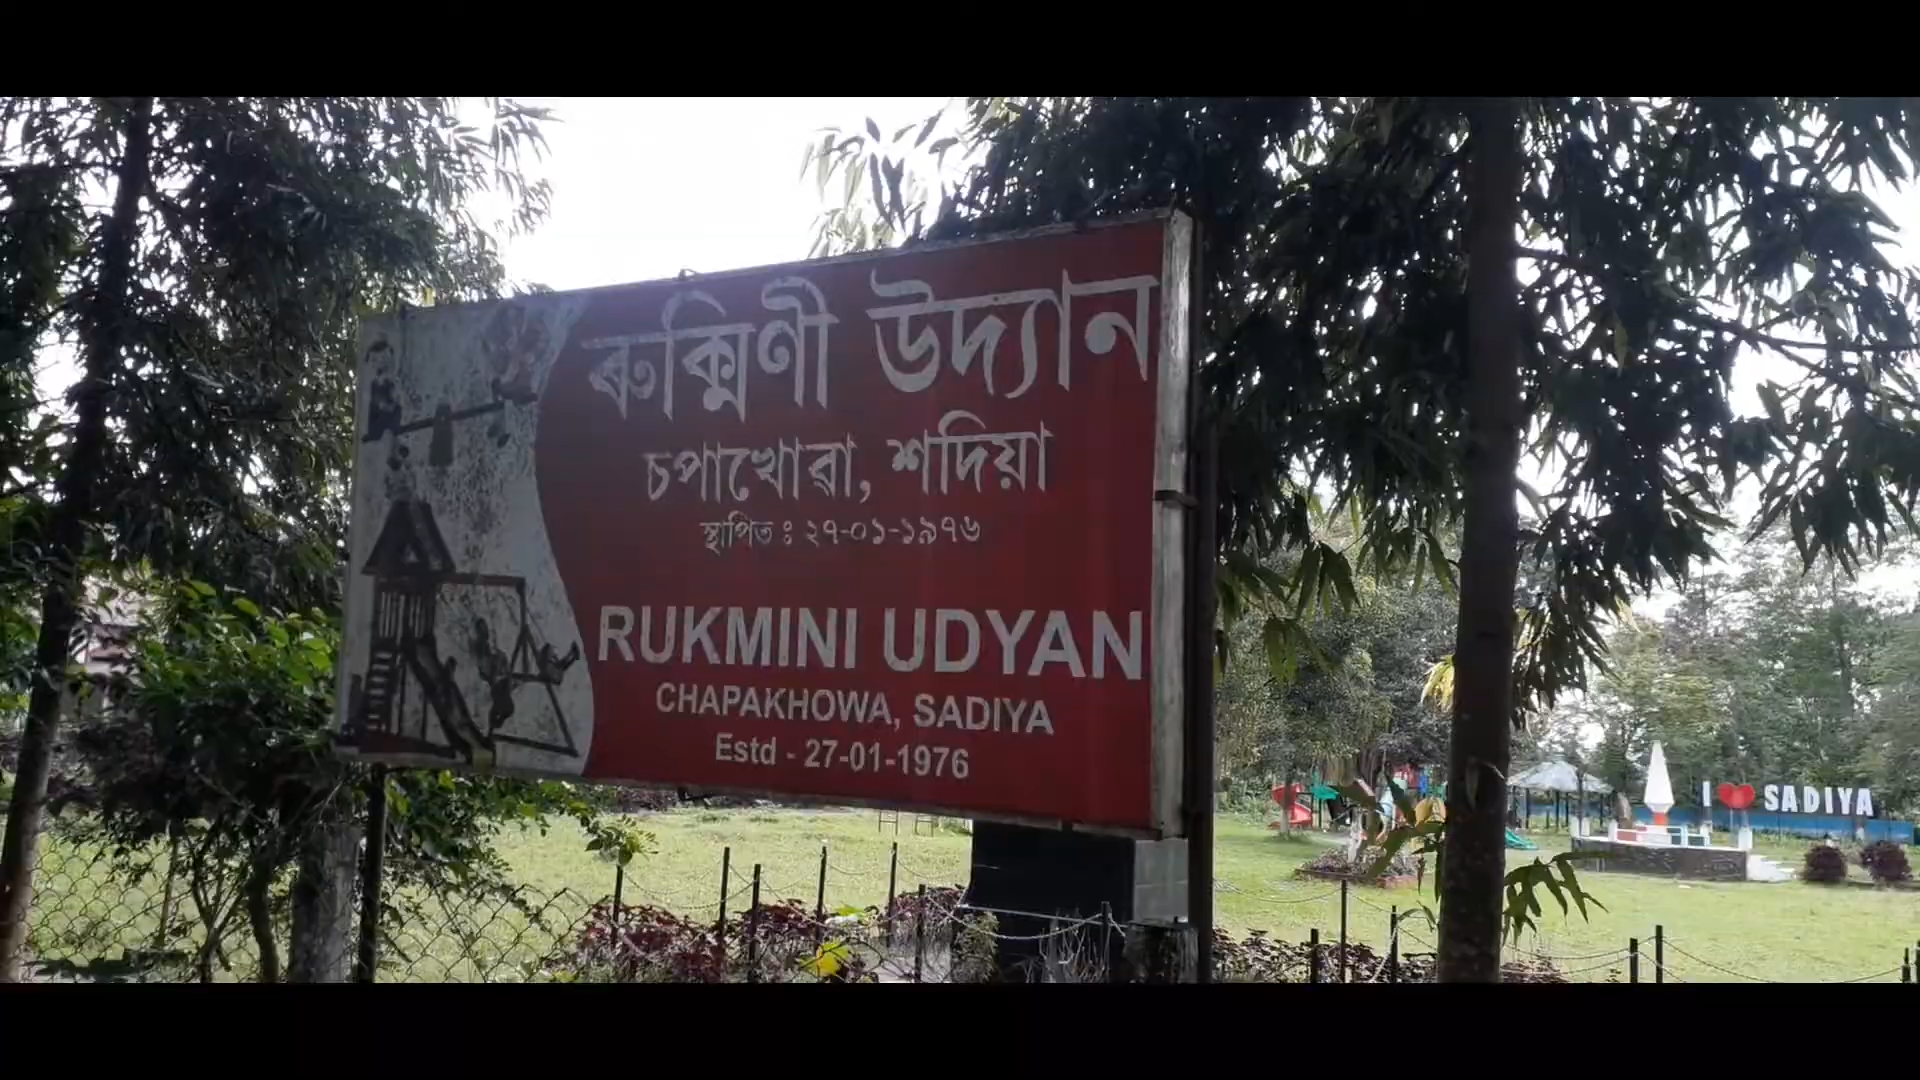 ৰুক্মিণী উদ্যান
চপাখোৱা, শদিয়া
স্থাপিত : ২৭-০১-১৯৭৬
RUKMINI UDYAN
CHAPAKHOWA, SADIYA
Estd - 27-01-1976
I ❤ SADIYA